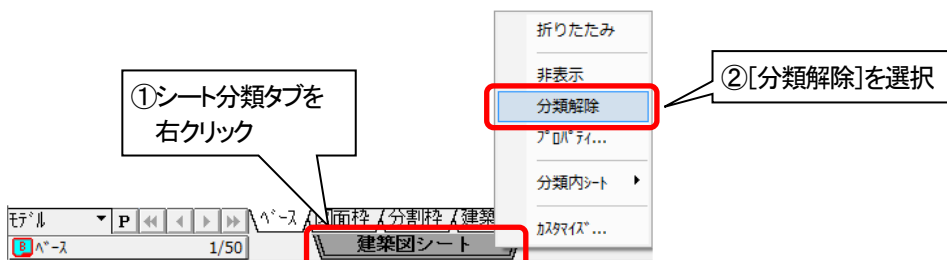 折りたたみ
非表示
分類解除
ﾌﾟﾛﾊﾟﾃｨ...
分類内ｼｰﾄ
ｶｽﾀﾏｲｽﾞ...
②[分類解除]を選択
①シート分類タブを
右クリック
ﾓﾃﾞﾙ P ﾍﾞｰｽ 図面枠 分割枠 建築
B ﾍﾞｰｽ 1/50 建築図シート